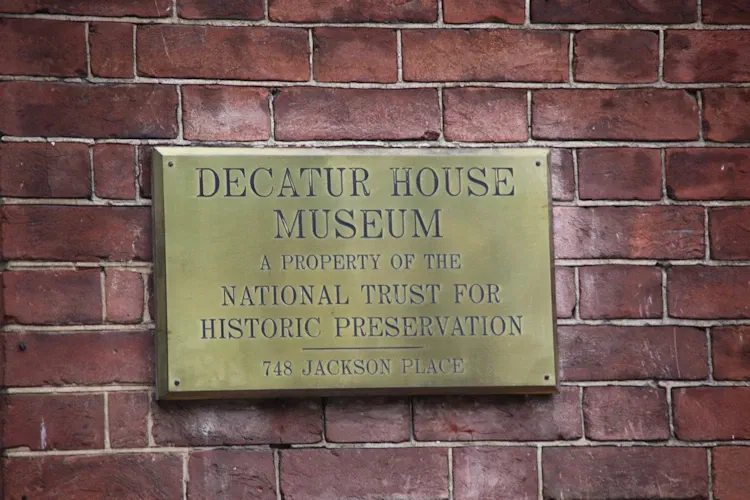 DECATUR HOUSE
MUSEUM
A PROPERTY OF THE
NATIONAL TRUST FOR
HISTORIC PRESERVATION
748 JACKSON PLACE